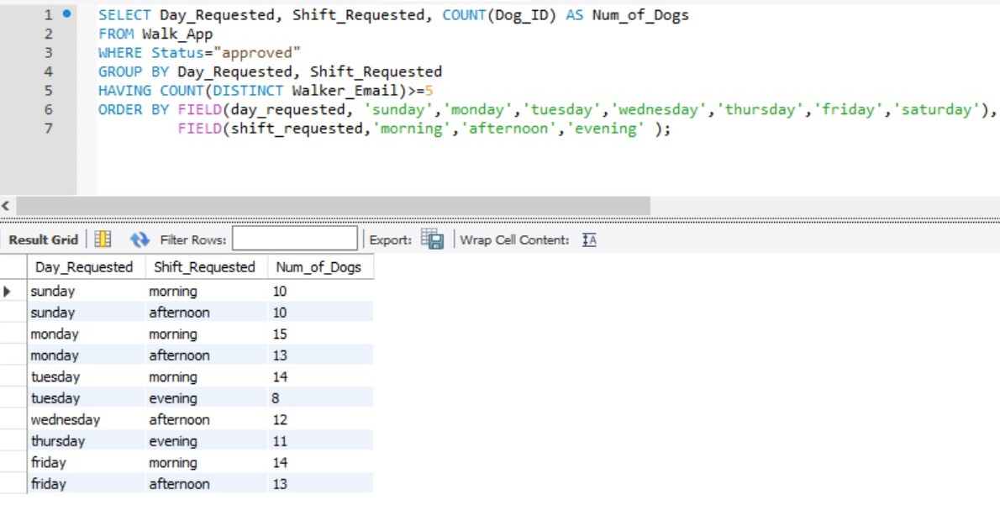 1 SELECT Day_Requested, Shift_Requested, COUNT(Dog_ID) AS Num_of_Dogs
2 FROM Walk_App
3 WHERE Status="approved"
4 GROUP BY Day_Requested, Shift_Requested
5 HAVING COUNT(DISTINCT Walker_Email)>=5
6 ORDER BY FIELD(day_requested, 'sunday','monday','tuesday','wednesday','thursday','friday','saturday'),
7 FIELD(shift_requested,'morning','afternoon','evening' );
Result Grid Filter Rows: Export: Wrap Cell Content: IA
Day_Requested Shift_Requested Num_of_Dogs
sunday morning 10
sunday afternoon 10
monday morning 15
monday afternoon 13
tuesday morning 14
tuesday evening 8
wednesday afternoon 12
thursday evening 11
friday morning 14
friday afternoon 13